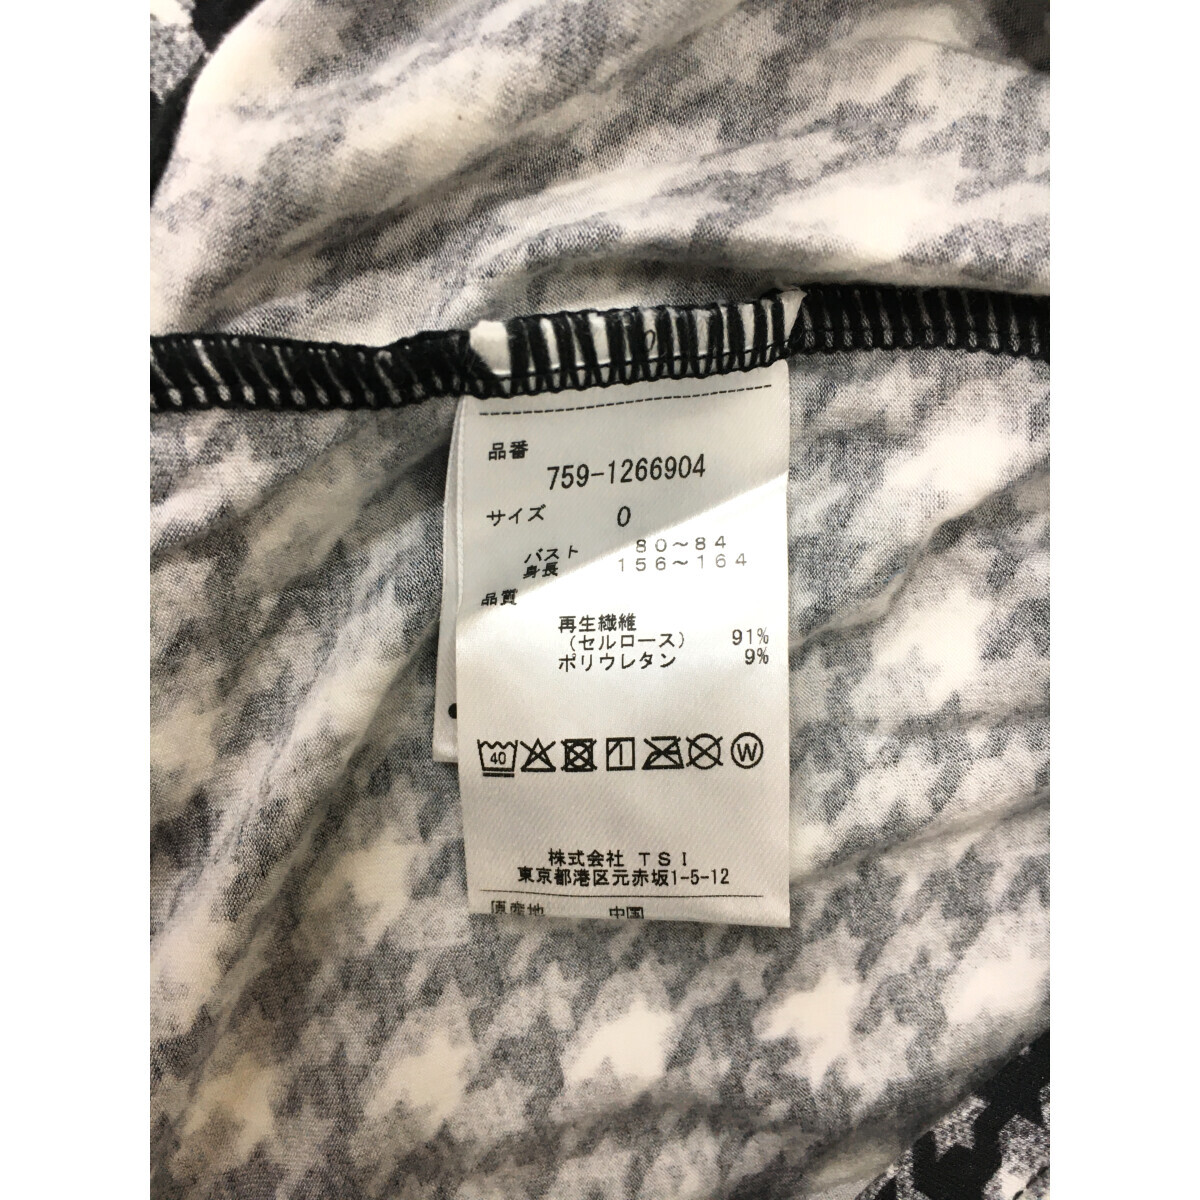 品番
759-1266904
サイズ 0
バスト 80～84
身長 156～164
品質
再生繊維
（セルロース） 91%
ポリウレタン 9%
40 W
株式会社 TSI
東京都港区元赤坂1-5-12
原産地 中国